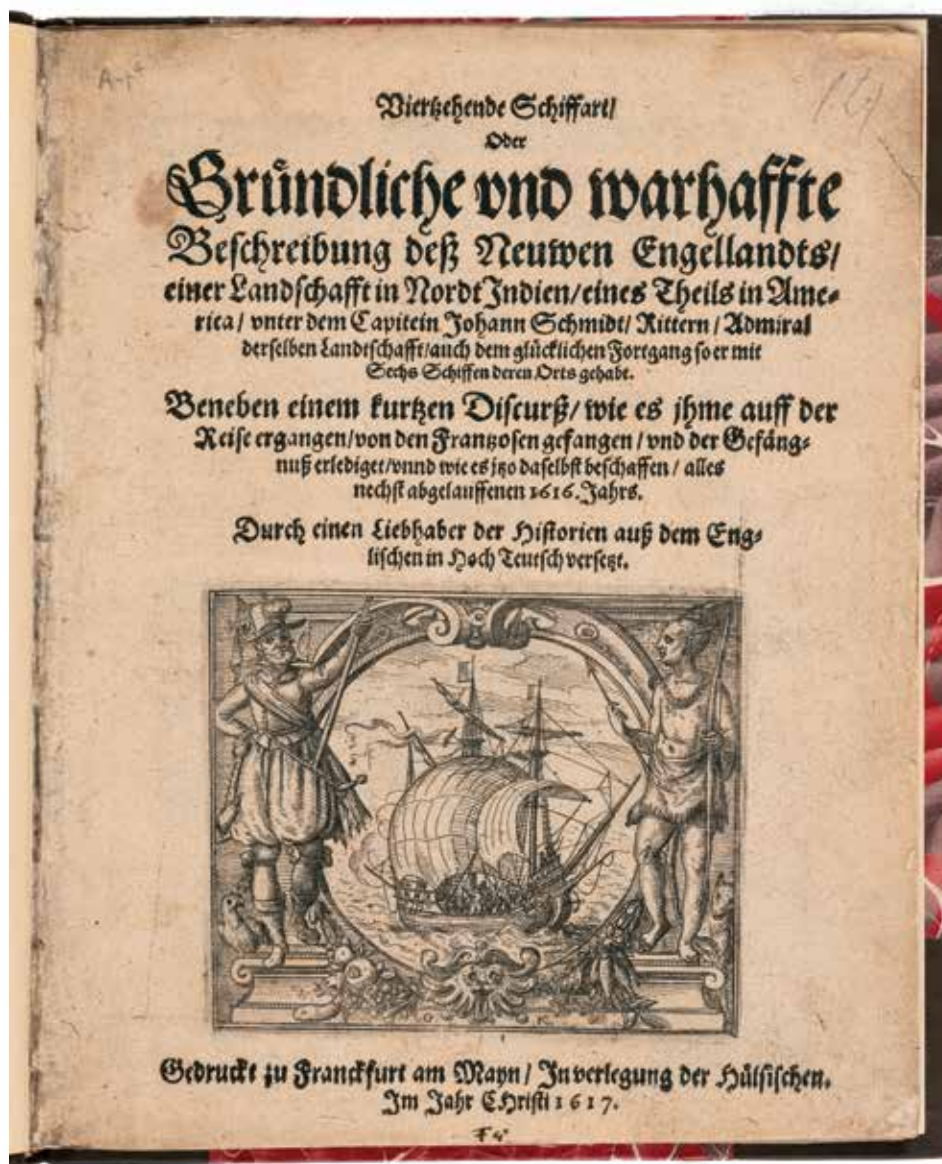 Viertzehende Schiffart/
Oder
Gründliche vnd warhaffte
Beschreibung deß Neuwen Engellandts/
einer Landschafft in Nordt Indien/eines Theils in Ame-
rica/ vnter dem Capitein Johann Schmidt/ Rittern/ Admiral
derselben Landtschafft/auch dem glücklichen Fortgang so er mit
Sechs Schiffen deren Orts gehabt.
Beneben einem kurtzen Discurß/ wie es jhme auff der
Reise ergangen/von den Frantzosen gefangen/ vnd der Gefäng-
nuß erlediget/vnnd wie es jtzo daselbst beschaffen/ alles
nechst abgelauffenen 1616. Jahrs.
Durch einen Liebhaber der Historien auß dem Eng-
lischen in Hoch Teutsch versetzt.
Gedruckt zu Franckfurt am Mayn/ In verlegung der Hülsischen.
Im Jahr CHristi 1617.